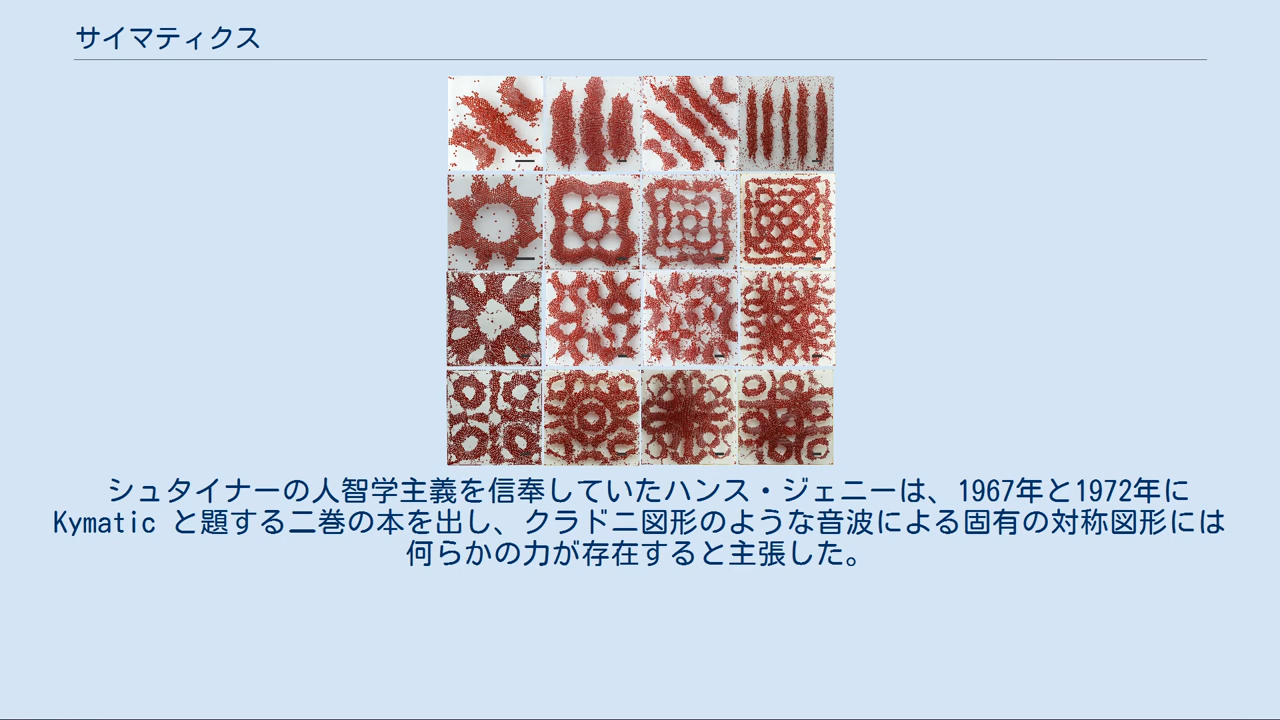 サイマティクス
シュタイナーの人智学主義を信奉していたハンス・ジェニーは、1967年と1972年に
Kymatic と題する二巻の本を出し、クラドニ図形のような音波による固有の対称図形には
何らかの力が存在すると主張した。